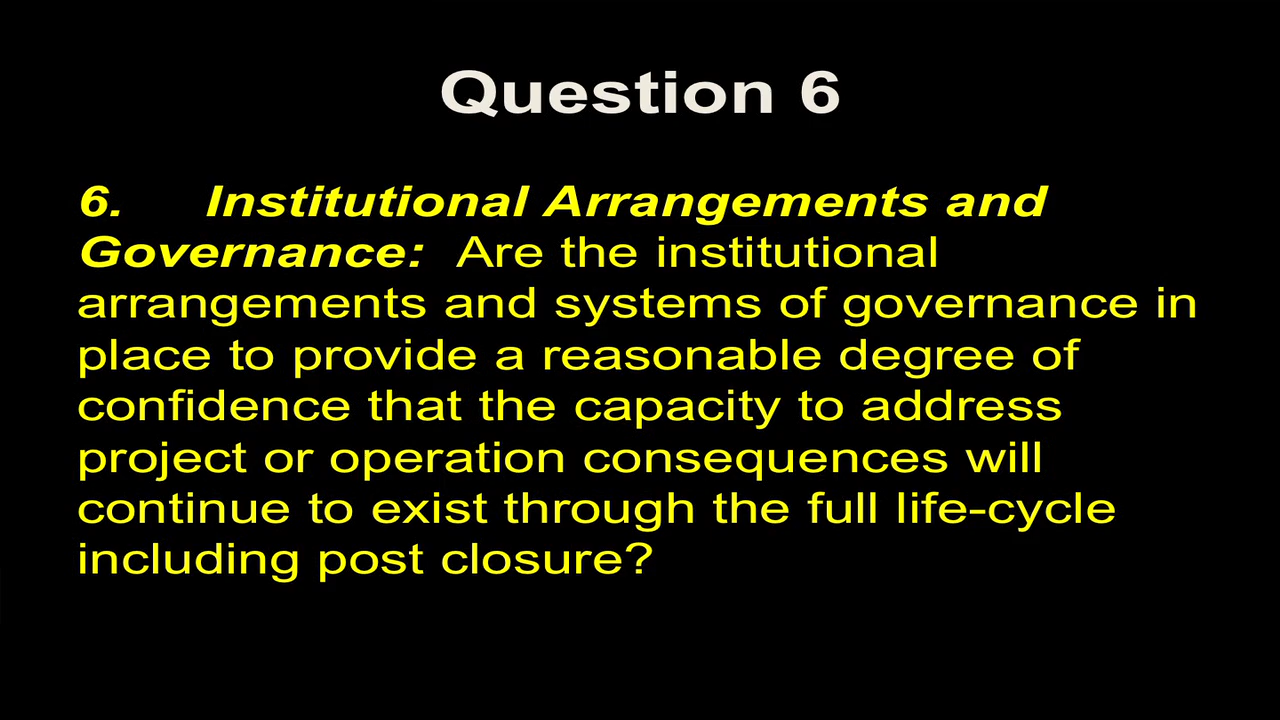 Question 6
6. Institutional Arrangements and
Governance: Are the institutional
arrangements and systems of governance in
place to provide a reasonable degree of
confidence that the capacity to address
project or operation consequences will
continue to exist through the full life-cycle
including post closure?